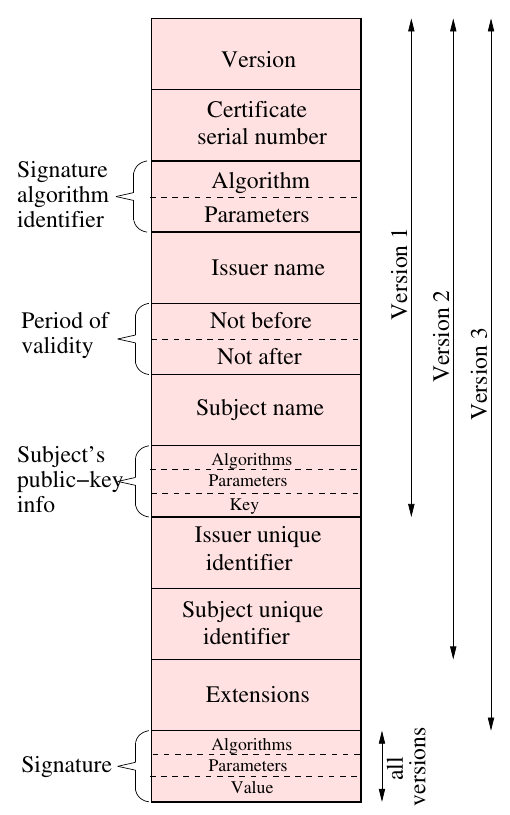 Version
Certificate
serial number
Signature
algorithm
identifier
Algorithm
Parameters
Issuer name
Period of
validity
Not before
Not after
Subject name
Subject's
public−key
info
Algorithms
Parameters
Key
Issuer unique
identifier
Subject unique
identifier
Extensions
Signature
Algorithms
Parameters
Value
Version 1
Version 2
Version 3
all
versions